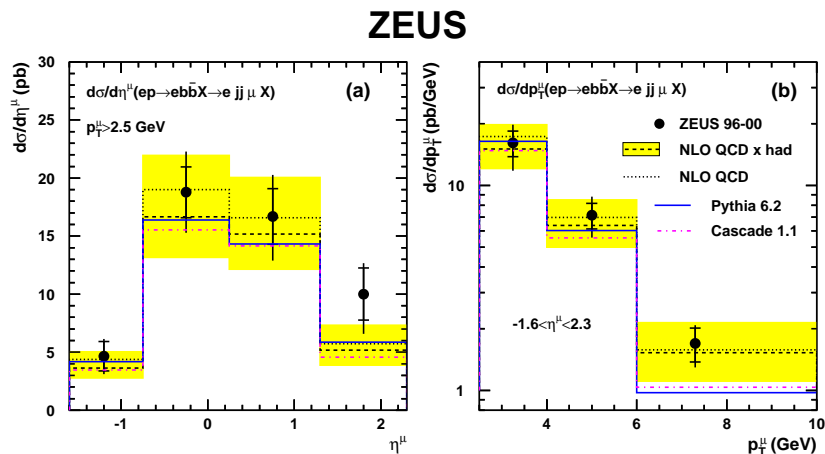 ZEUS
dσ/dη^μ (pb)
35
30
25
20
15
10
5
0
dσ/dη^μ(ep→ebb̄X→e jj μ X)
(a)
p_T^μ>2.5 GeV
-1
0
1
2
η^μ
dσ/dp_T^μ (pb/GeV)
10
1
dσ/dp_T^μ(ep→ebb̄X→e jj μ X)
(b)
ZEUS 96-00
NLO QCD x had
NLO QCD
Pythia 6.2
Cascade 1.1
-1.6<η^μ<2.3
4
6
8
10
p_T^μ (GeV)